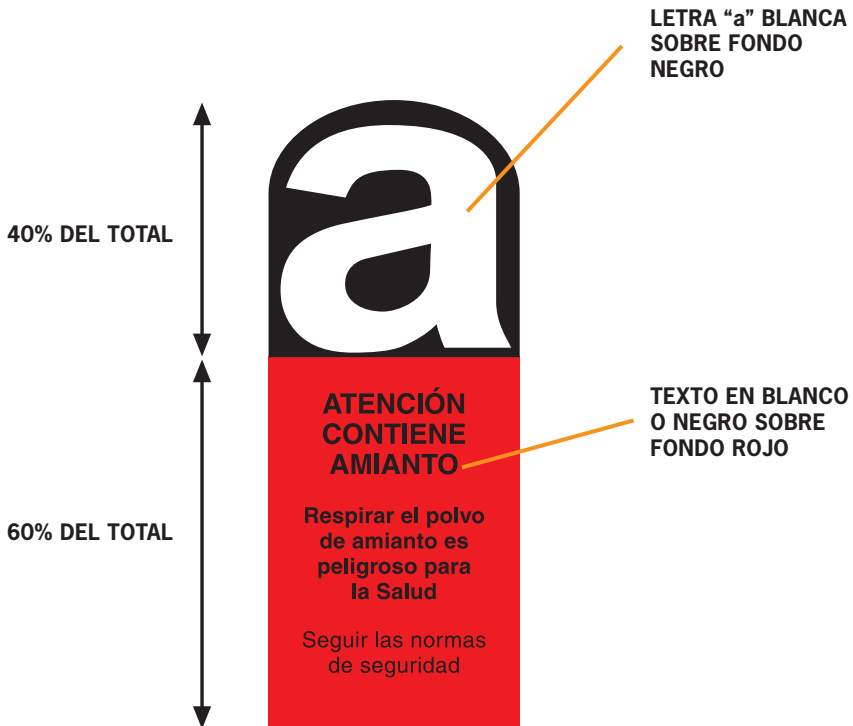 LETRA “a” BLANCA
SOBRE FONDO
NEGRO
a
40% DEL TOTAL
ATENCIÓN
CONTIENE
AMIANTO
TEXTO EN BLANCO
O NEGRO SOBRE
FONDO ROJO
Respirar el polvo
de amianto es
peligroso para
la Salud
60% DEL TOTAL
Seguir las normas
de seguridad